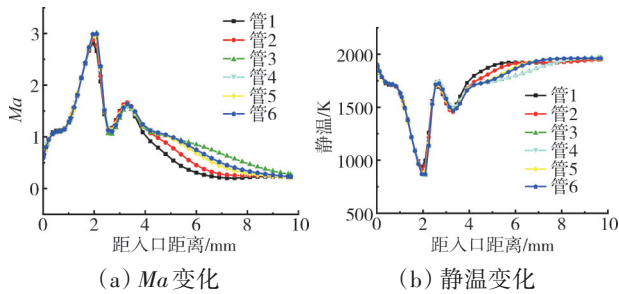 3
2
1
0
Ma
管1
管2
管3
管4
管5
管6
0 2 4 6 8 10
距入口距离/mm
(a) Ma变化
2000
1500
1000
500
静温/K
管1
管2
管3
管4
管5
管6
0 2 4 6 8 10
距入口距离/mm
(b) 静温变化